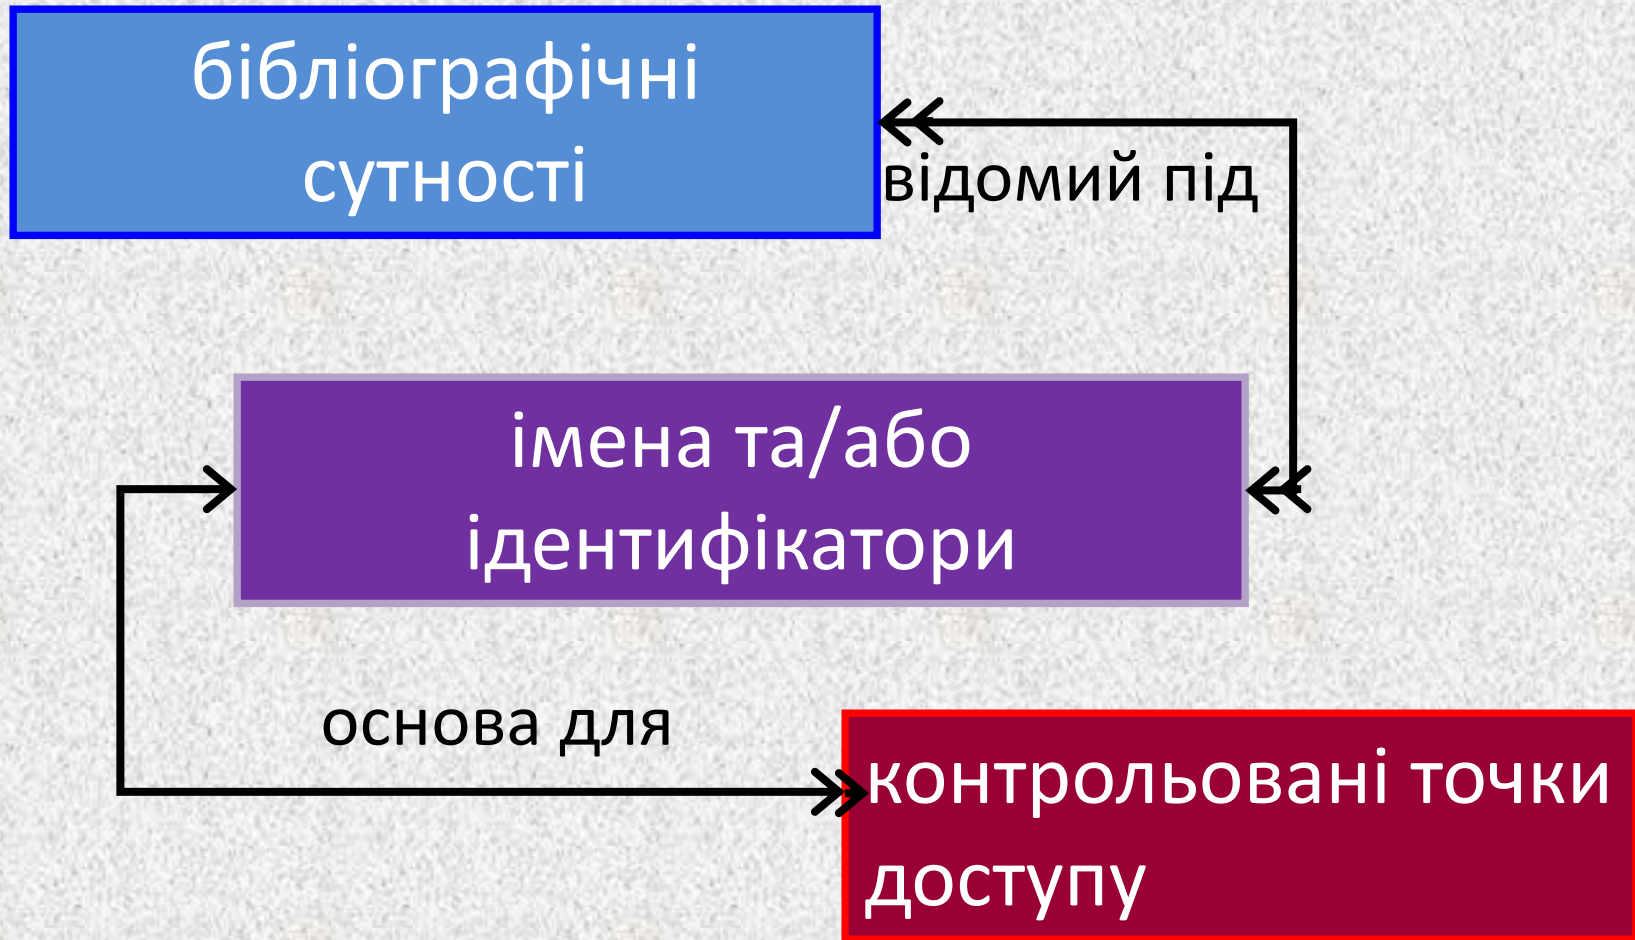 бібліографічні
сутності
відомий під
імена та/або
ідентифікатори
основа для
контрольовані точки
доступу